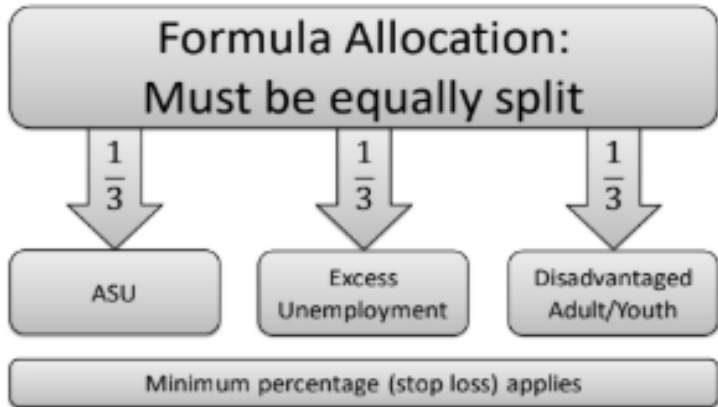 Formula Allocation:
Must be equally split
1/3
1/3
1/3
ASU
Excess
Unemployment
Disadvantaged
Adult/Youth
Minimum percentage (stop loss) applies